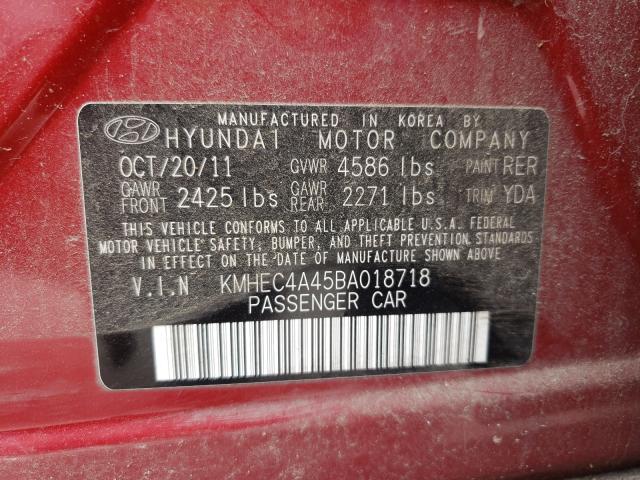 MANUFACTURED IN KOREA BY
HYUNDAI MOTOR COMPANY
OCT/20/11 GVWR 4586 lbs PAINT RER
GAWR FRONT 2425 lbs GAWR REAR 2271 lbs TRIM YDA
THIS VEHICLE CONFORMS TO ALL APPLICABLE U.S.A. FEDERAL
MOTOR VEHICLE SAFETY, BUMPER, AND THEFT PREVENTION STANDARDS
IN EFFECT ON THE DATE OF MANUFACTURE SHOWN ABOVE.
V.I.N KMHEC4A45BA018718
PASSENGER CAR